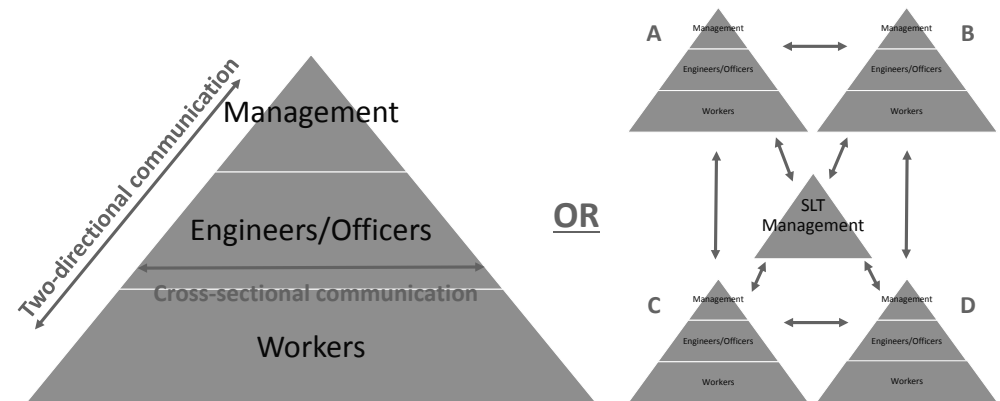 Two-directional communication
Management
Engineers/Officers
Cross-sectional communication
Workers
OR
A
Management
Engineers/Officers
Workers
B
Management
Engineers/Officers
Workers
SLT
Management
C
Management
Engineers/Officers
Workers
D
Management
Engineers/Officers
Workers